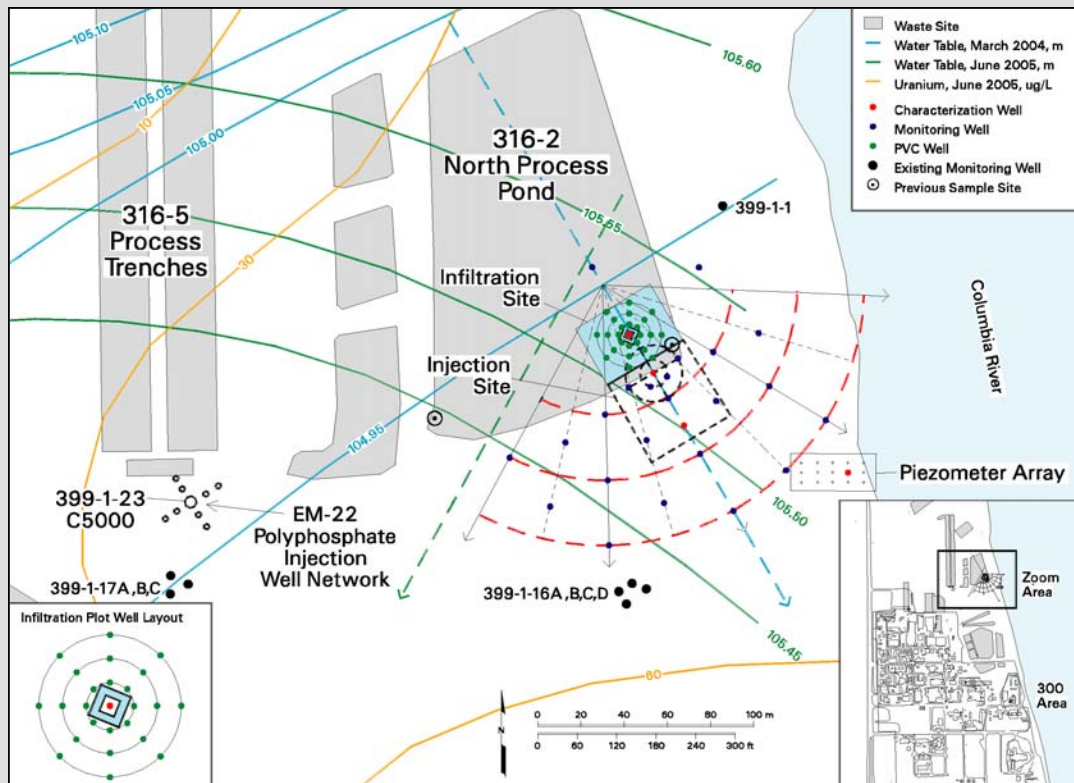 105.10
105.05
105.00
10
30
105.60
105.55
316-2
North Process
Pond
316-5
Process
Trenches
399-1-1
Infiltration
Site
Injection
Site
104.95
Columbia River
Piezometer Array
399-1-23
C5000
EM-22
Polyphosphate
Injection
Well Network
105.50
399-1-17A,B,C
399-1-16A,B,C,D
105.45
80
Waste Site
Water Table, March 2004, m
Water Table, June 2005, m
Uranium, June 2005, ug/L
Characterization Well
Monitoring Well
PVC Well
Existing Monitoring Well
Previous Sample Site
Infiltration Plot Well Layout
N
0 20 40 60 80 100 m
0 60 120 180 240 300 ft
Zoom
Area
300
Area